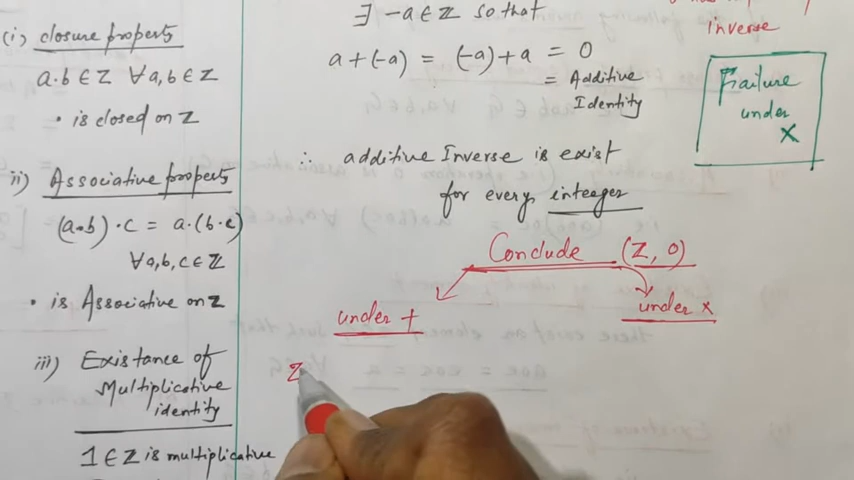 (i) closure property
a.b ∈ Z ∀a,b ∈ Z
• is closed on Z
ii) Associative property
(a•b)•c = a.(b•c)
∀a,b,c ∈ Z
• is Associative on Z
iii) Existance of
Multiplicative
identity
1 ∈ Z is multiplicative
∃ -a ∈ Z so that
a+(-a) = (-a)+a = 0
= Additive
Identity
∴ additive Inverse is exist
for every integer
Conclude (Z, 0)
under +
under ×
Z
inverse
Failure
under
×